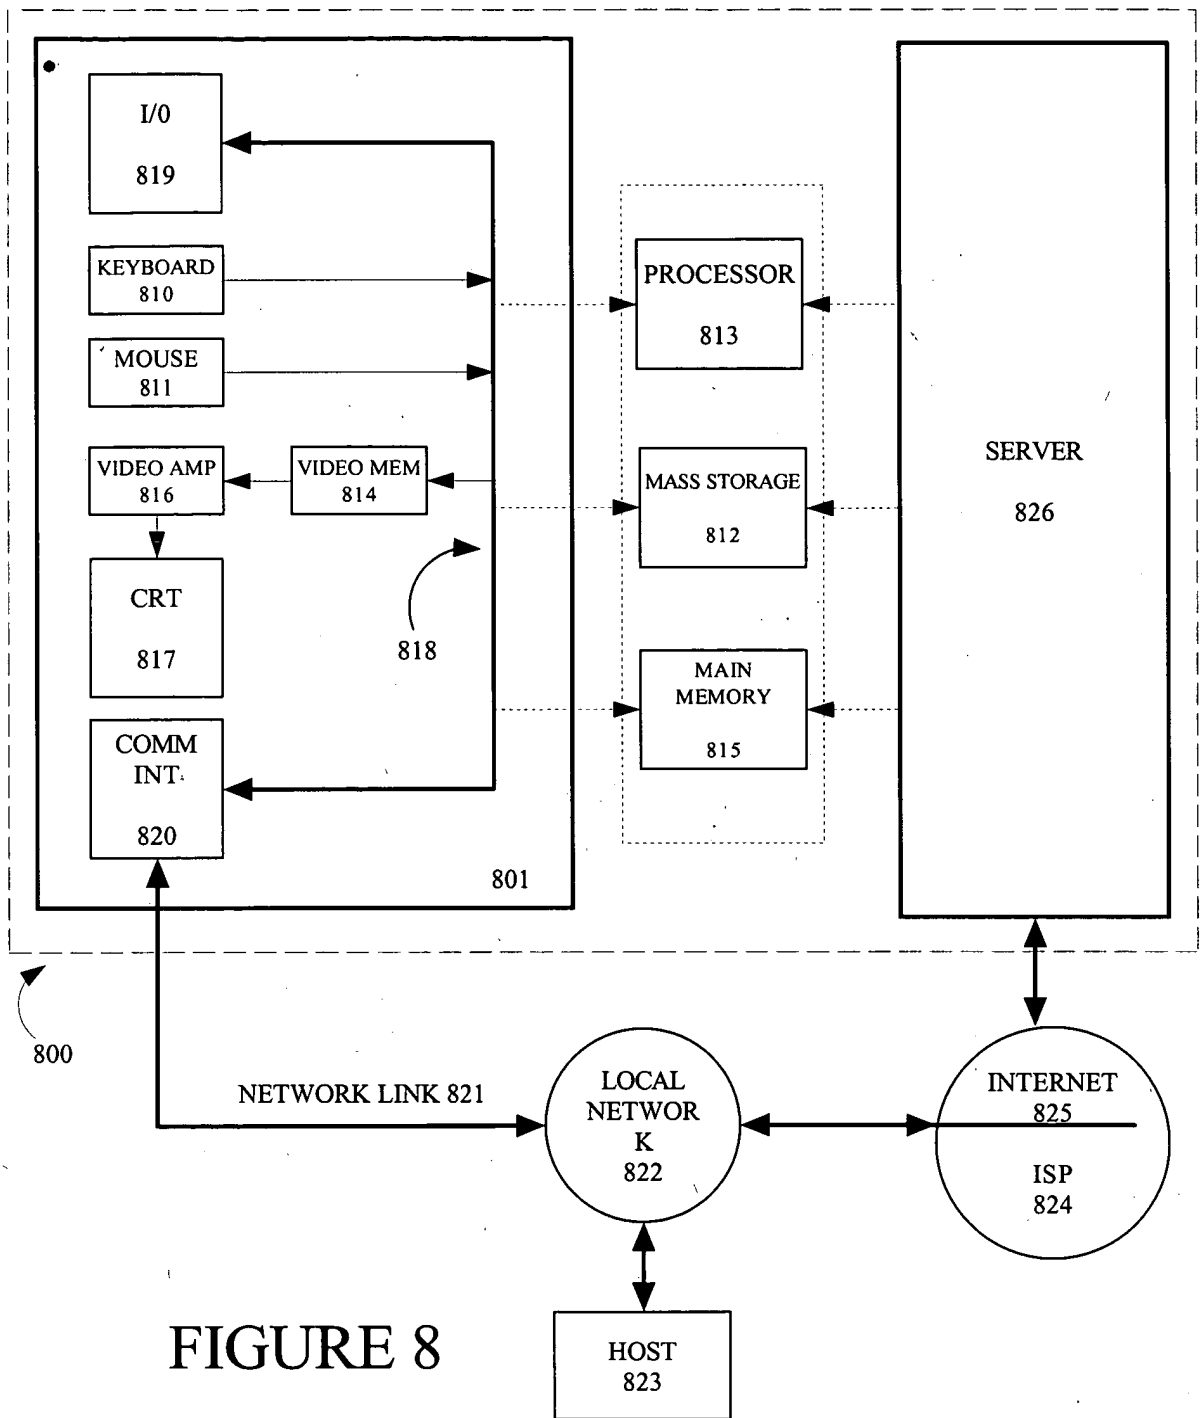 I/0
819
KEYBOARD
810
MOUSE
811
VIDEO AMP
816
VIDEO MEM
814
CRT
817
818
COMM
INT
820
801
PROCESSOR
813
MASS STORAGE
812
MAIN
MEMORY
815
SERVER
826
800
NETWORK LINK 821
LOCAL
NETWOR
K
822
INTERNET
825
ISP
824
HOST
823
FIGURE 8